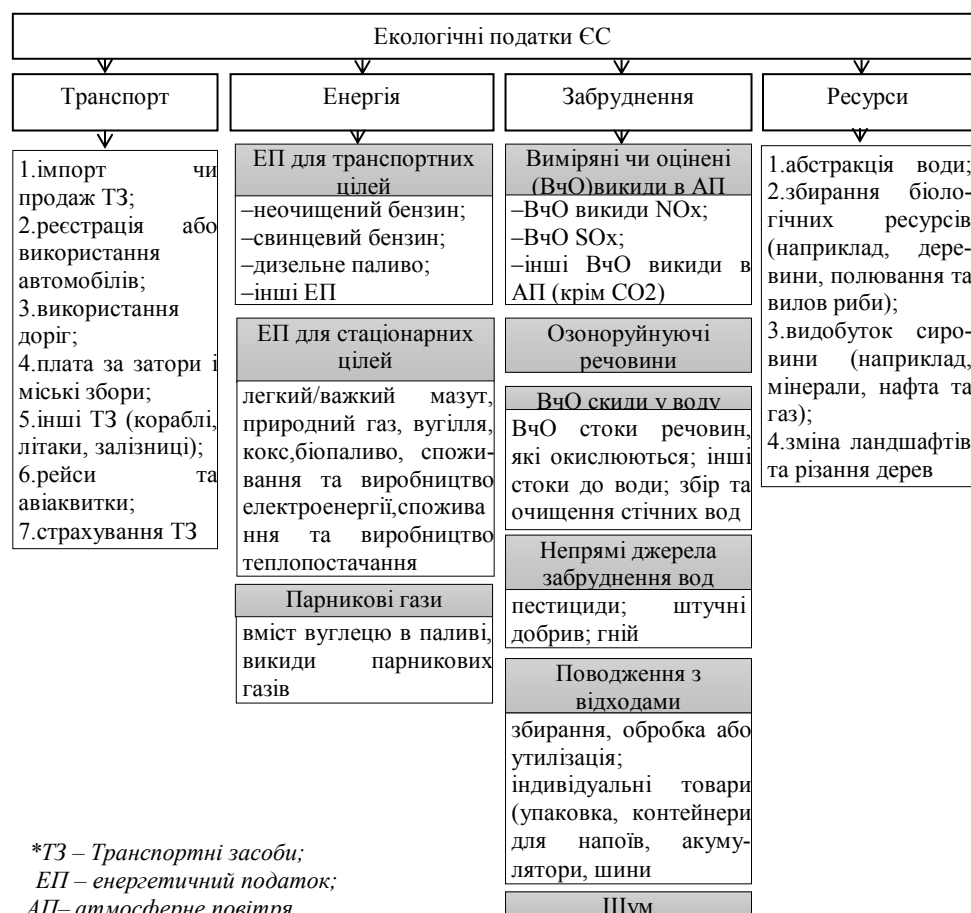 Екологічні податки ЄС
Транспорт
1.імпорт чи
продаж ТЗ;
2.реєстрація або
використання
автомобілів;
3.використання
доріг;
4.плата за затори і
міські збори;
5.інші ТЗ (кораблі,
літаки, залізниці);
6.рейси та
авіаквитки;
7.страхування ТЗ
Енергія
ЕП для транспортних
цілей
–неочищений бензин;
–свинцевий бензин;
–дизельне паливо;
–інші ЕП
ЕП для стаціонарних
цілей
легкий/важкий мазут,
природний газ, вугілля,
кокс,біопаливо, спожи-
вання та виробництво
електроенергії,спожива
ння та виробництво
теплопостачання
Парникові гази
вміст вуглецю в паливі,
викиди парникових
газів
Забруднення
Виміряні чи оцінені
(ВчО)викиди в АП
–ВчО викиди NOx;
–ВчО SOx;
–інші ВчО викиди в
АП (крім CO2)
Озоноруйнуючі
речовини
ВчО скиди у воду
ВчО стоки речовин,
які окислюються; інші
стоки до води; збір та
очищення стічних вод
Непрямі джерела
забруднення вод
пестициди; штучні
добрив; гній
Поводження з
відходами
збирання, обробка або
утилізація;
індивідуальні товари
(упаковка, контейнери
для напоїв, акуму-
лятори, шини
Шум
Ресурси
1.абстракція води;
2.збирання біоло-
гічних ресурсів
(наприклад, дере-
вини, полювання та
вилов риби);
3.видобуток сиро-
вини (наприклад,
мінерали, нафта та
газ);
4.зміна ландшафтів
та різання дерев
*ТЗ – Транспортні засоби;
ЕП – енергетичний податок;
АП– атмосферне повітря